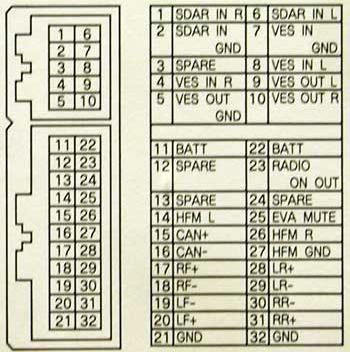 1 6
2 7
3 8
4 9
5 10
11 22
12 23
13 24
14 25
15 26
16 27
17 28
18 29
19 30
20 31
21 32
1 SDAR IN R 6 SDAR IN L
2 SDAR IN GND 7 VES IN GND
3 SPARE 8 VES IN L
4 VES IN R 9 VES OUT L
5 VES OUT GND 10 VES OUT R
11 BATT 22 BATT
12 SPARE 23 RADIO ON OUT
13 SPARE 24 SPARE
14 HFM L 25 EVA MUTE
15 CAN+ 26 HFM R
16 CAN- 27 HFM GND
17 RF+ 28 LR+
18 RF- 29 LR-
19 LF- 30 RR-
20 LF+ 31 RR+
21 GND 32 GND